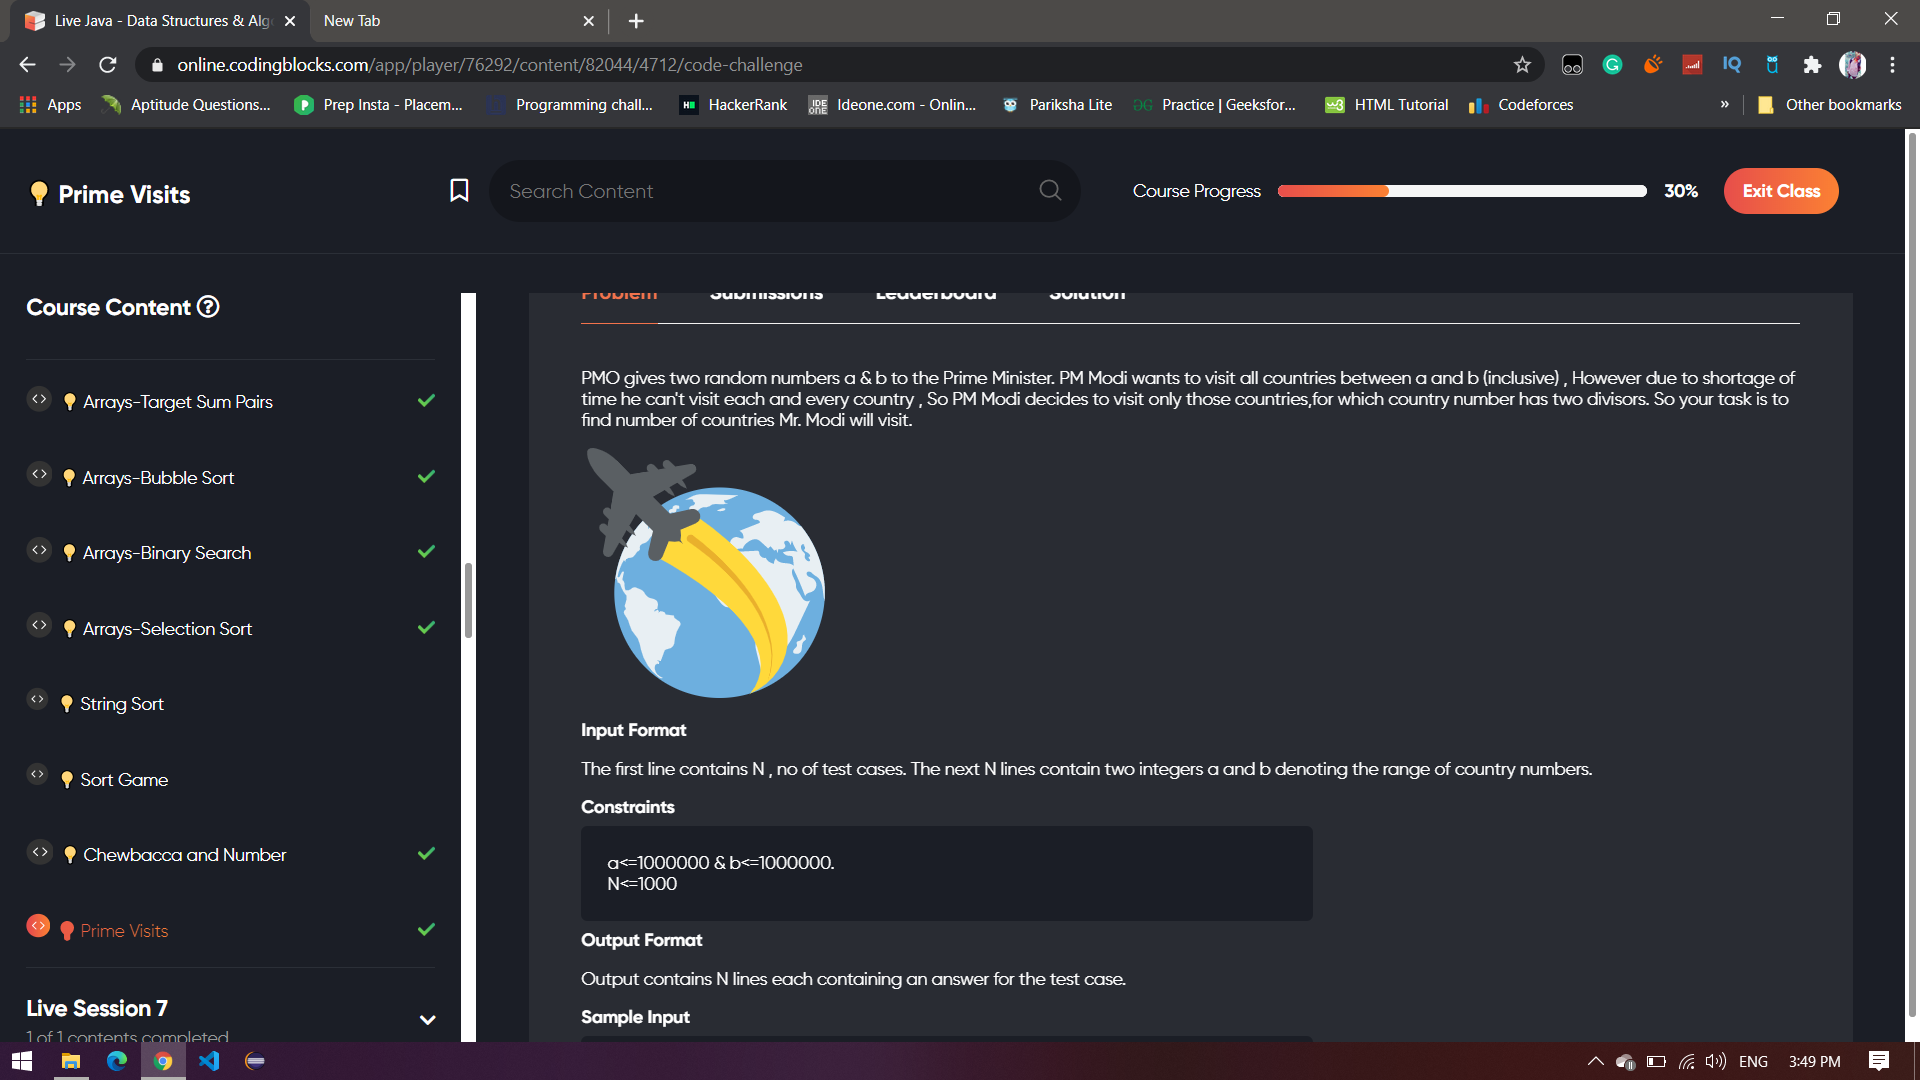 Live Java - Data Structures & Algo
New Tab
online.codingblocks.com/app/player/76292/content/82044/4712/code-challenge
Apps
Aptitude Questions...
Prep Insta - Placem...
Programming chall...
HackerRank
Ideone.com - Onlin...
Pariksha Lite
Practice | Geeksfor...
HTML Tutorial
Codeforces
»
Other bookmarks
Prime Visits
Search Content
Course Progress
30%
Exit Class
Course Content
Arrays-Target Sum Pairs
Arrays-Bubble Sort
Arrays-Binary Search
Arrays-Selection Sort
String Sort
Sort Game
Chewbacca and Number
Prime Visits
Live Session 7
1 of 1 contents completed
Problem
Submissions
Leaderboard
Solution
PMO gives two random numbers a & b to the Prime Minister. PM Modi wants to visit all countries between a and b (inclusive) , However due to shortage of
time he can't visit each and every country , So PM Modi decides to visit only those countries,for which country number has two divisors. So your task is to
find number of countries Mr. Modi will visit.
Input Format
The first line contains N , no of test cases. The next N lines contain two integers a and b denoting the range of country numbers.
Constraints
a<=1000000 & b<=1000000.
N<=1000
Output Format
Output contains N lines each containing an answer for the test case.
Sample Input
ENG
3:49 PM